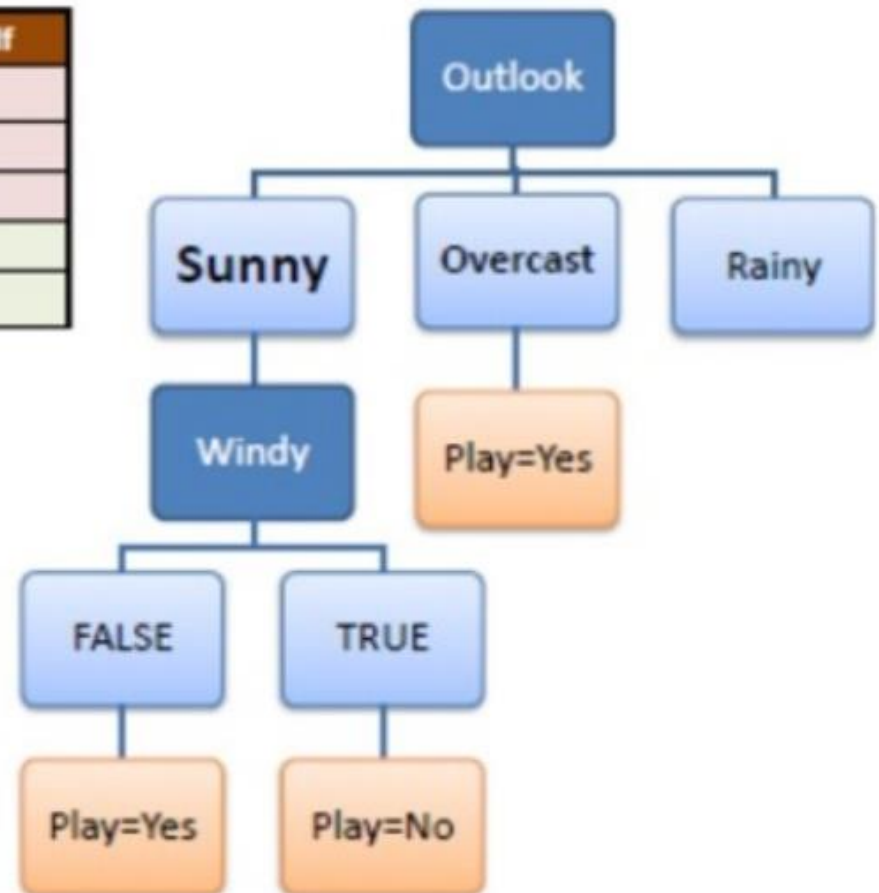 Outlook
Sunny
Overcast
Rainy
Windy
Play=Yes
FALSE
TRUE
Play=Yes
Play=No